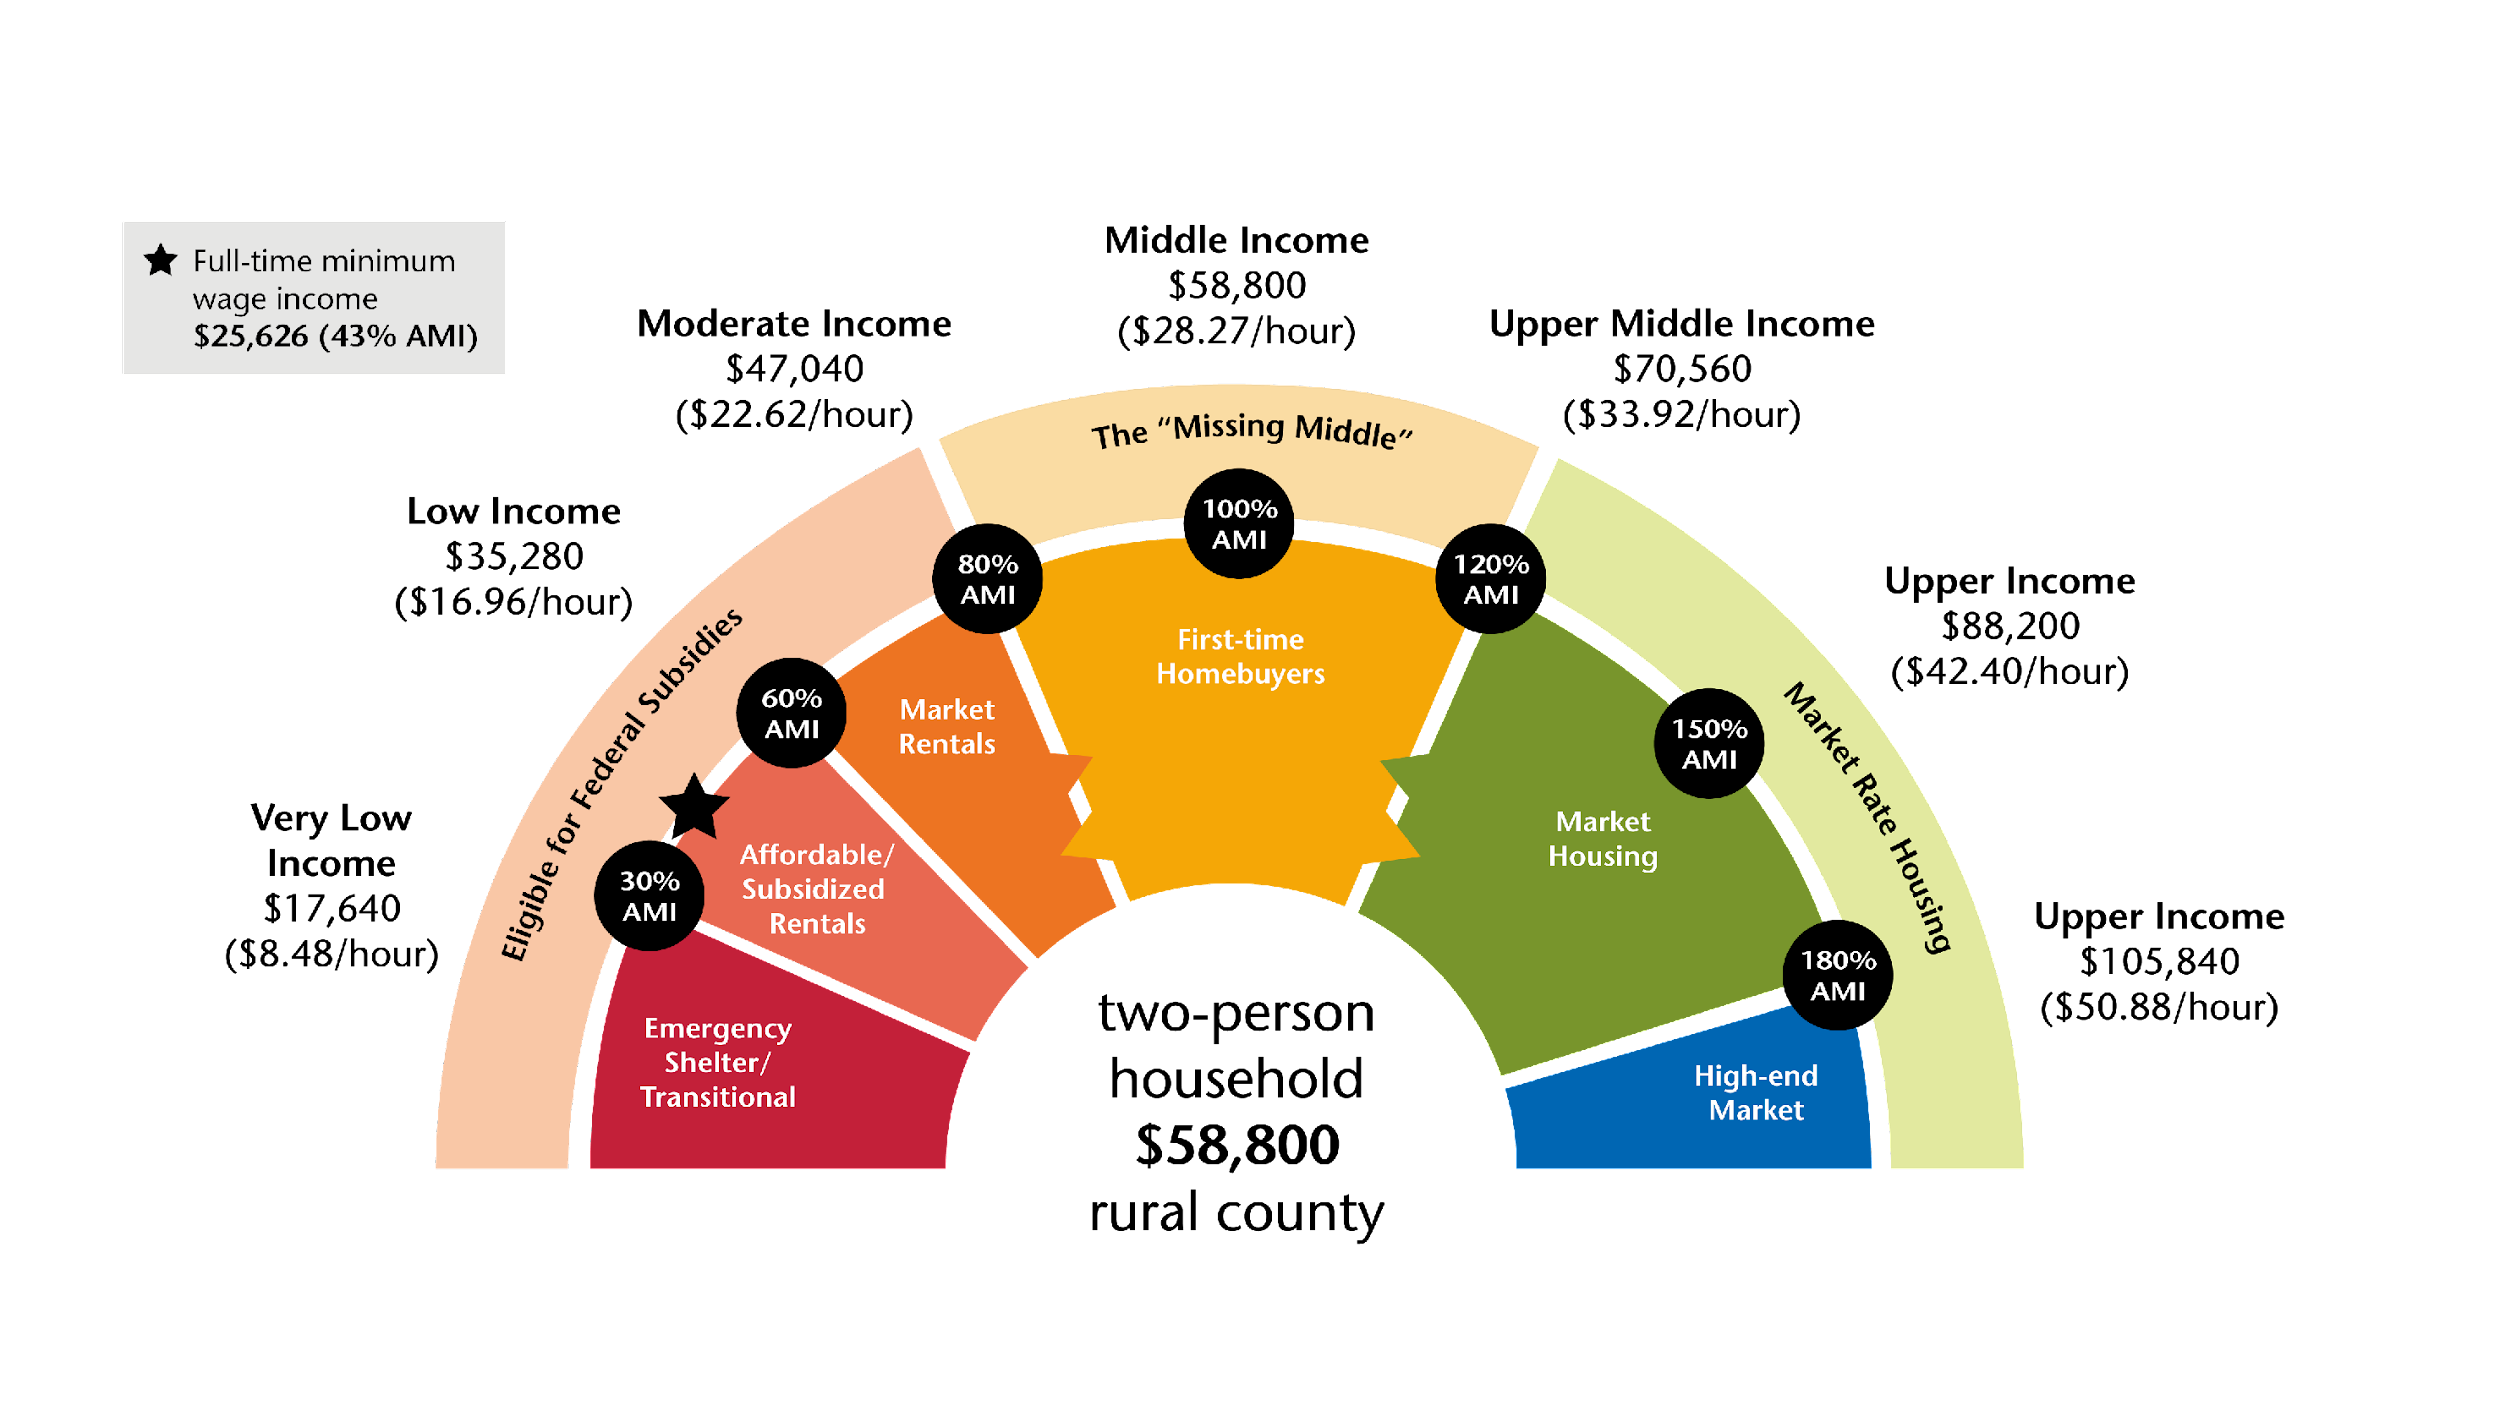 Full-time minimum
wage income
$25,626 (43% AMI)
Very Low
Income
$17,640
($8.48/hour)
Low Income
$35,280
($16.96/hour)
Moderate Income
$47,040
($22.62/hour)
Middle Income
$58,800
($28.27/hour)
Upper Middle Income
$70,560
($33.92/hour)
Upper Income
$88,200
($42.40/hour)
Upper Income
$105,840
($50.88/hour)
Eligible for Federal Subsidies
The “Missing Middle”
Market Rate Housing
30%
AMI
60%
AMI
80%
AMI
100%
AMI
120%
AMI
150%
AMI
180%
AMI
Emergency
Shelter/
Transitional
Affordable/
Subsidized
Rentals
Market
Rentals
First-time
Homebuyers
Market
Housing
High-end
Market
two-person
household
$58,800
rural county